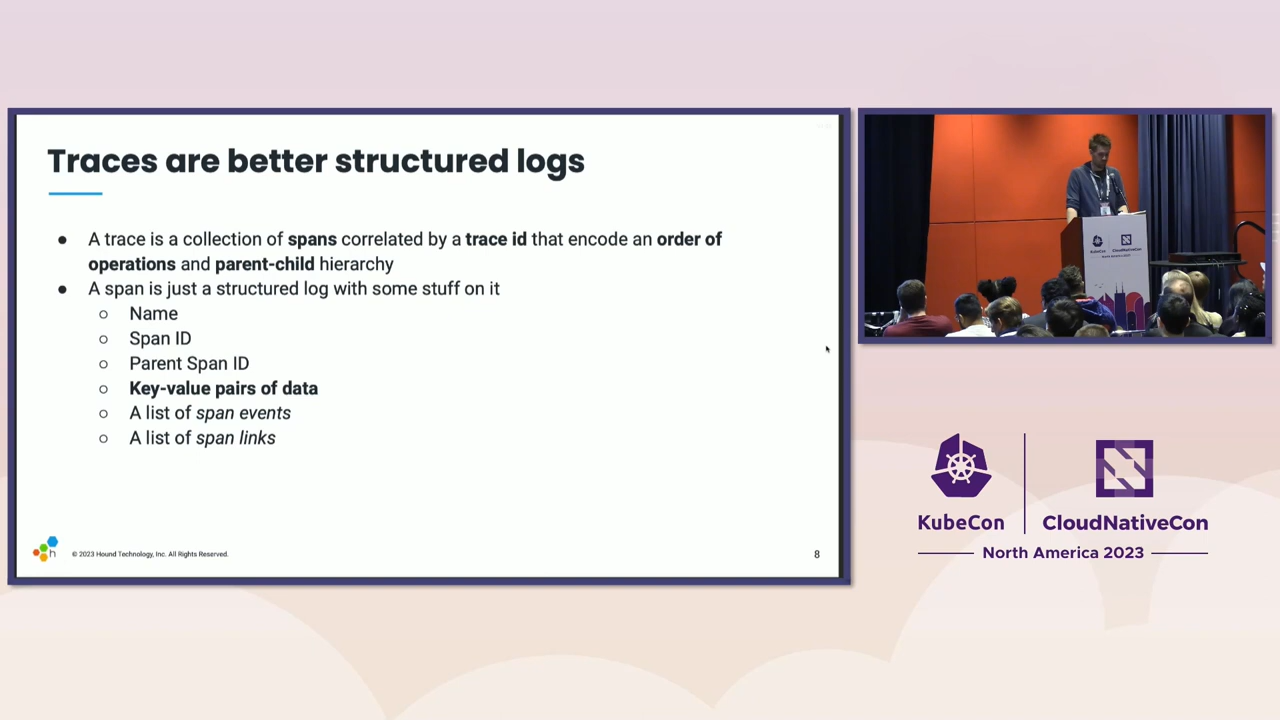 Traces are better structured logs
● A trace is a collection of spans correlated by a trace id that encode an order of
operations and parent-child hierarchy
● A span is just a structured log with some stuff on it
○ Name
○ Span ID
○ Parent Span ID
○ Key-value pairs of data
○ A list of span events
○ A list of span links
h © 2023 Hound Technology, Inc. All Rights Reserved.
8
KubeCon
CloudNativeCon
KubeCon
CloudNativeCon
North America 2023